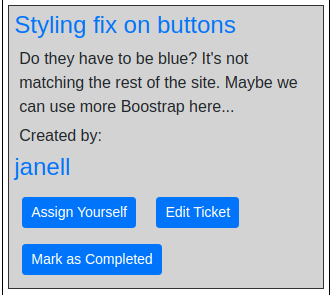 Styling fix on buttons
Do they have to be blue? It's not
matching the rest of the site. Maybe we
can use more Boostrap here...
Created by:
janell
Assign Yourself
Edit Ticket
Mark as Completed